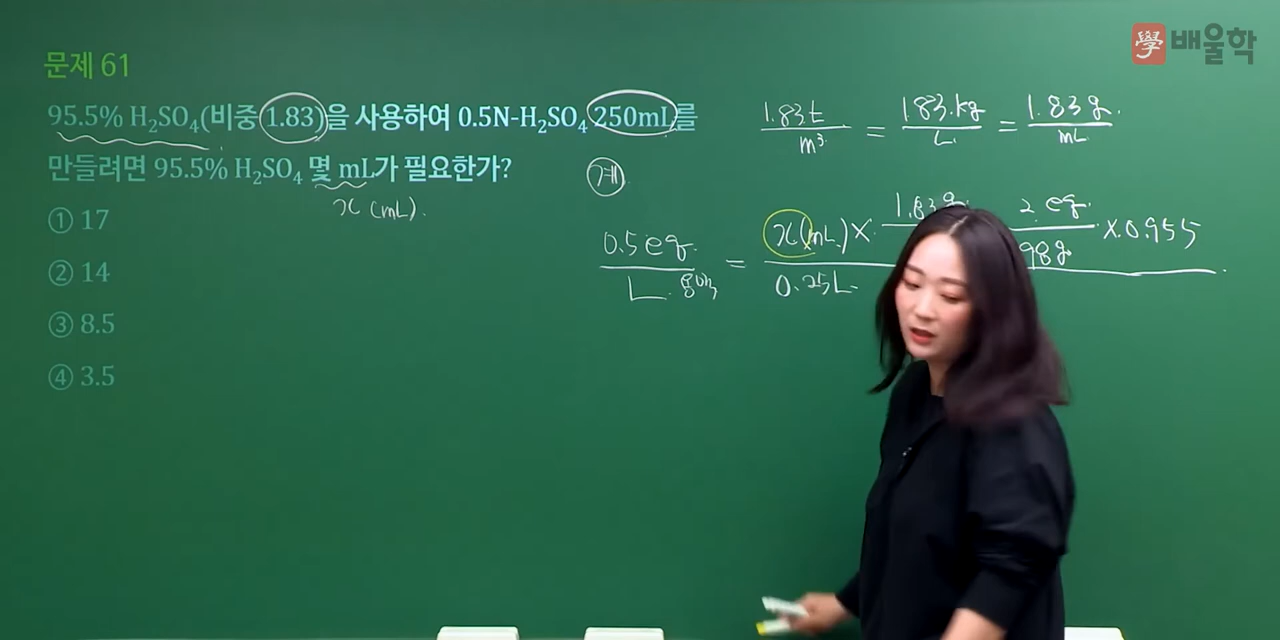 學 배울학
문제 61
95.5% H₂SO₄(비중 1.83)을 사용하여 0.5N-H₂SO₄ 250mL를
만들려면 95.5% H₂SO₄ 몇 mL가 필요한가?
x (mL).
① 17
② 14
③ 8.5
④ 3.5
1.83t/m³ = 1.83kg/L = 1.83g/mL
0.5eq/L = x(mL) × 1.83g 2eq/98g × 0.955
0.25L